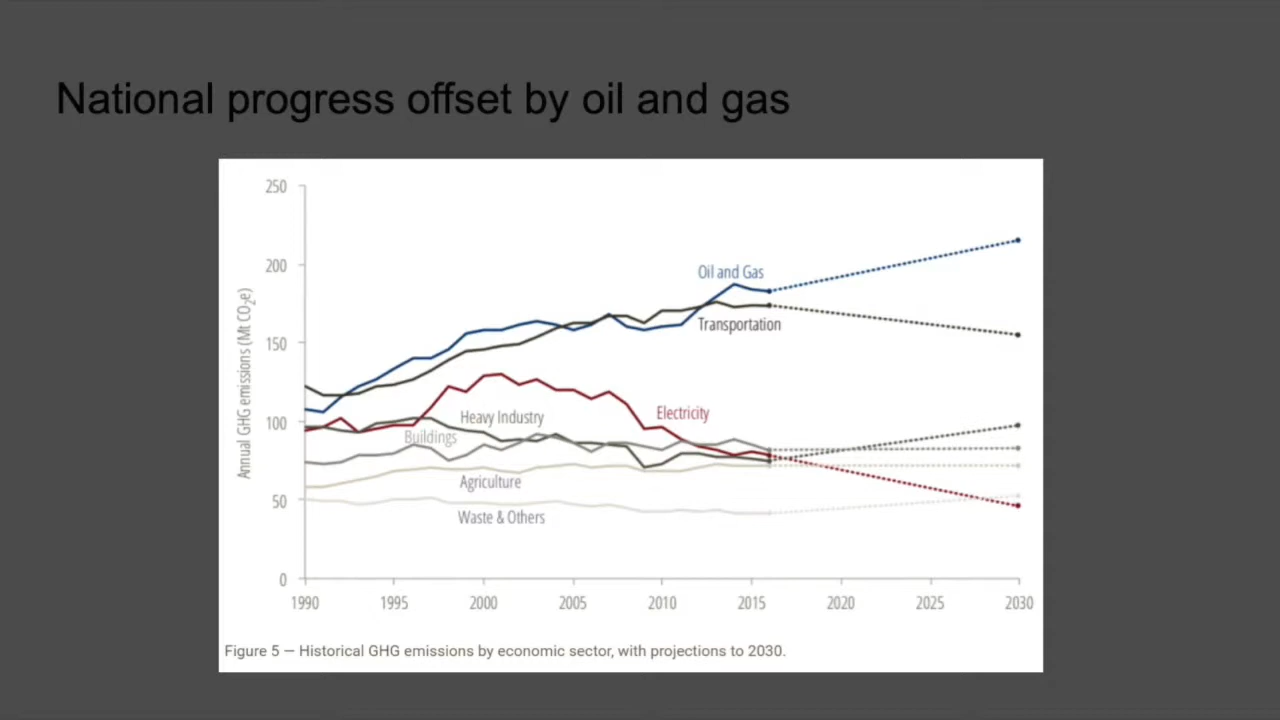 National progress offset by oil and gas
250
200
150
100
50
0
Annual GHG emissions (Mt CO₂e)
Oil and Gas
Transportation
Electricity
Heavy Industry
Buildings
Agriculture
Waste & Others
1990 1995 2000 2005 2010 2015 2020 2025 2030
Figure 5 — Historical GHG emissions by economic sector, with projections to 2030.